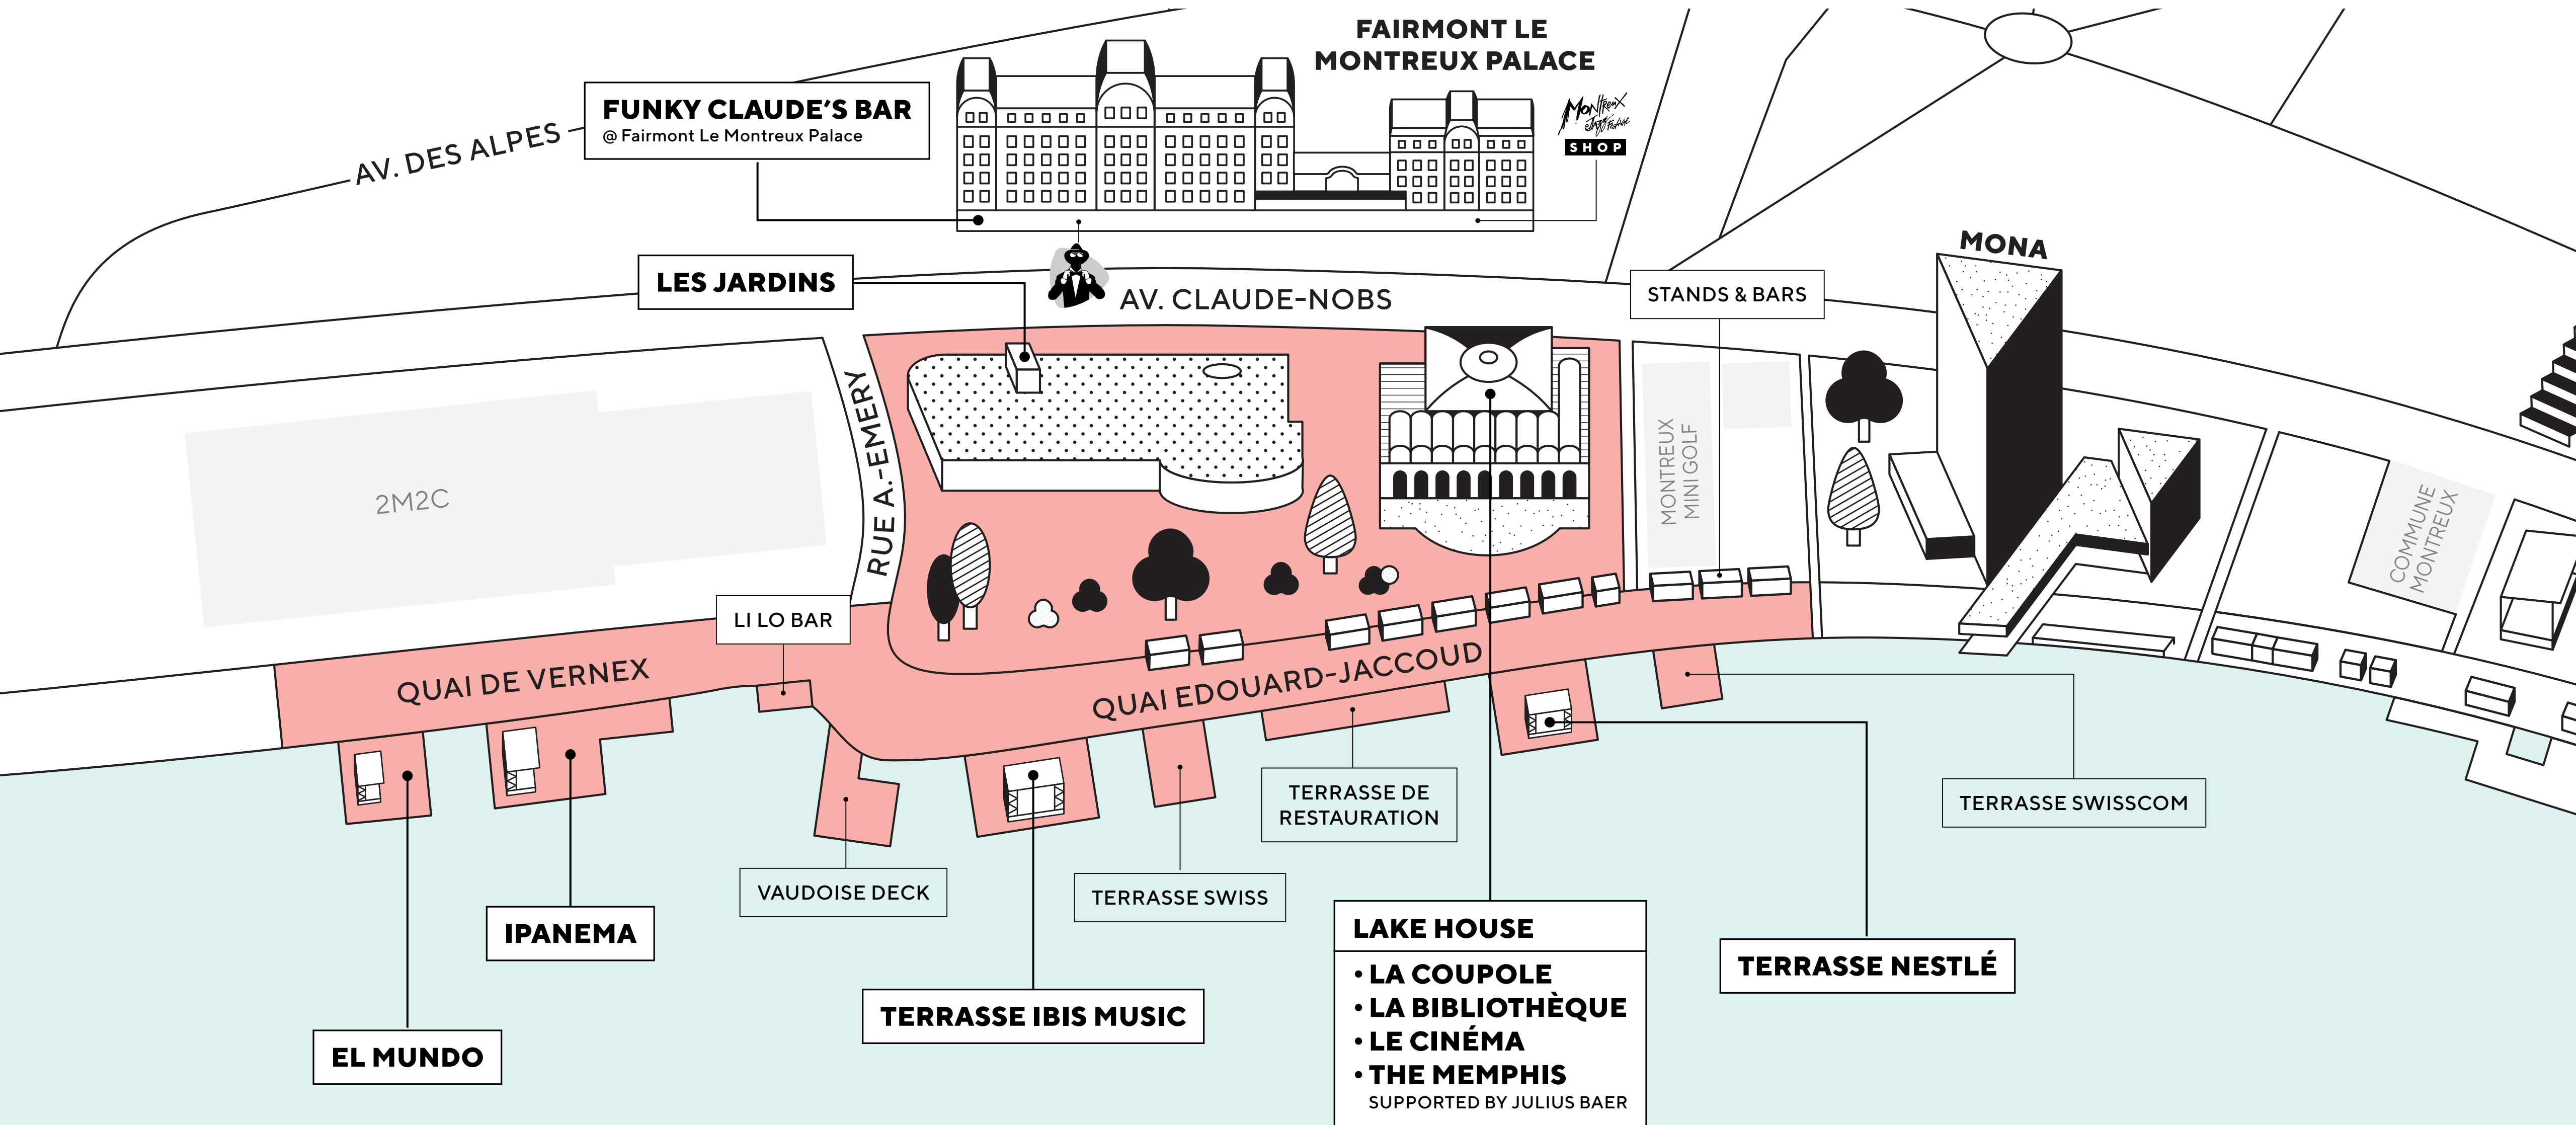 FAIRMONT LE
MONTREUX PALACE
FUNKY CLAUDE'S BAR
@ Fairmont Le Montreux Palace
Montreux
Jazz Festival
SHOP
AV. DES ALPES
MONA
LES JARDINS
AV. CLAUDE-NOBS
STANDS & BARS
RUE A.-EMERY
MONTREUX
MINI GOLF
2M2C
COMMUNE
MONTREUX
LI LO BAR
QUAI DE VERNEX
QUAI EDOUARD-JACCOUD
TERRASSE DE
RESTAURATION
TERRASSE SWISSCOM
VAUDOISE DECK
TERRASSE SWISS
IPANEMA
LAKE HOUSE
• LA COUPOLE
• LA BIBLIOTHÈQUE
• LE CINÉMA
• THE MEMPHIS
SUPPORTED BY JULIUS BAER
TERRASSE NESTLÉ
TERRASSE IBIS MUSIC
EL MUNDO